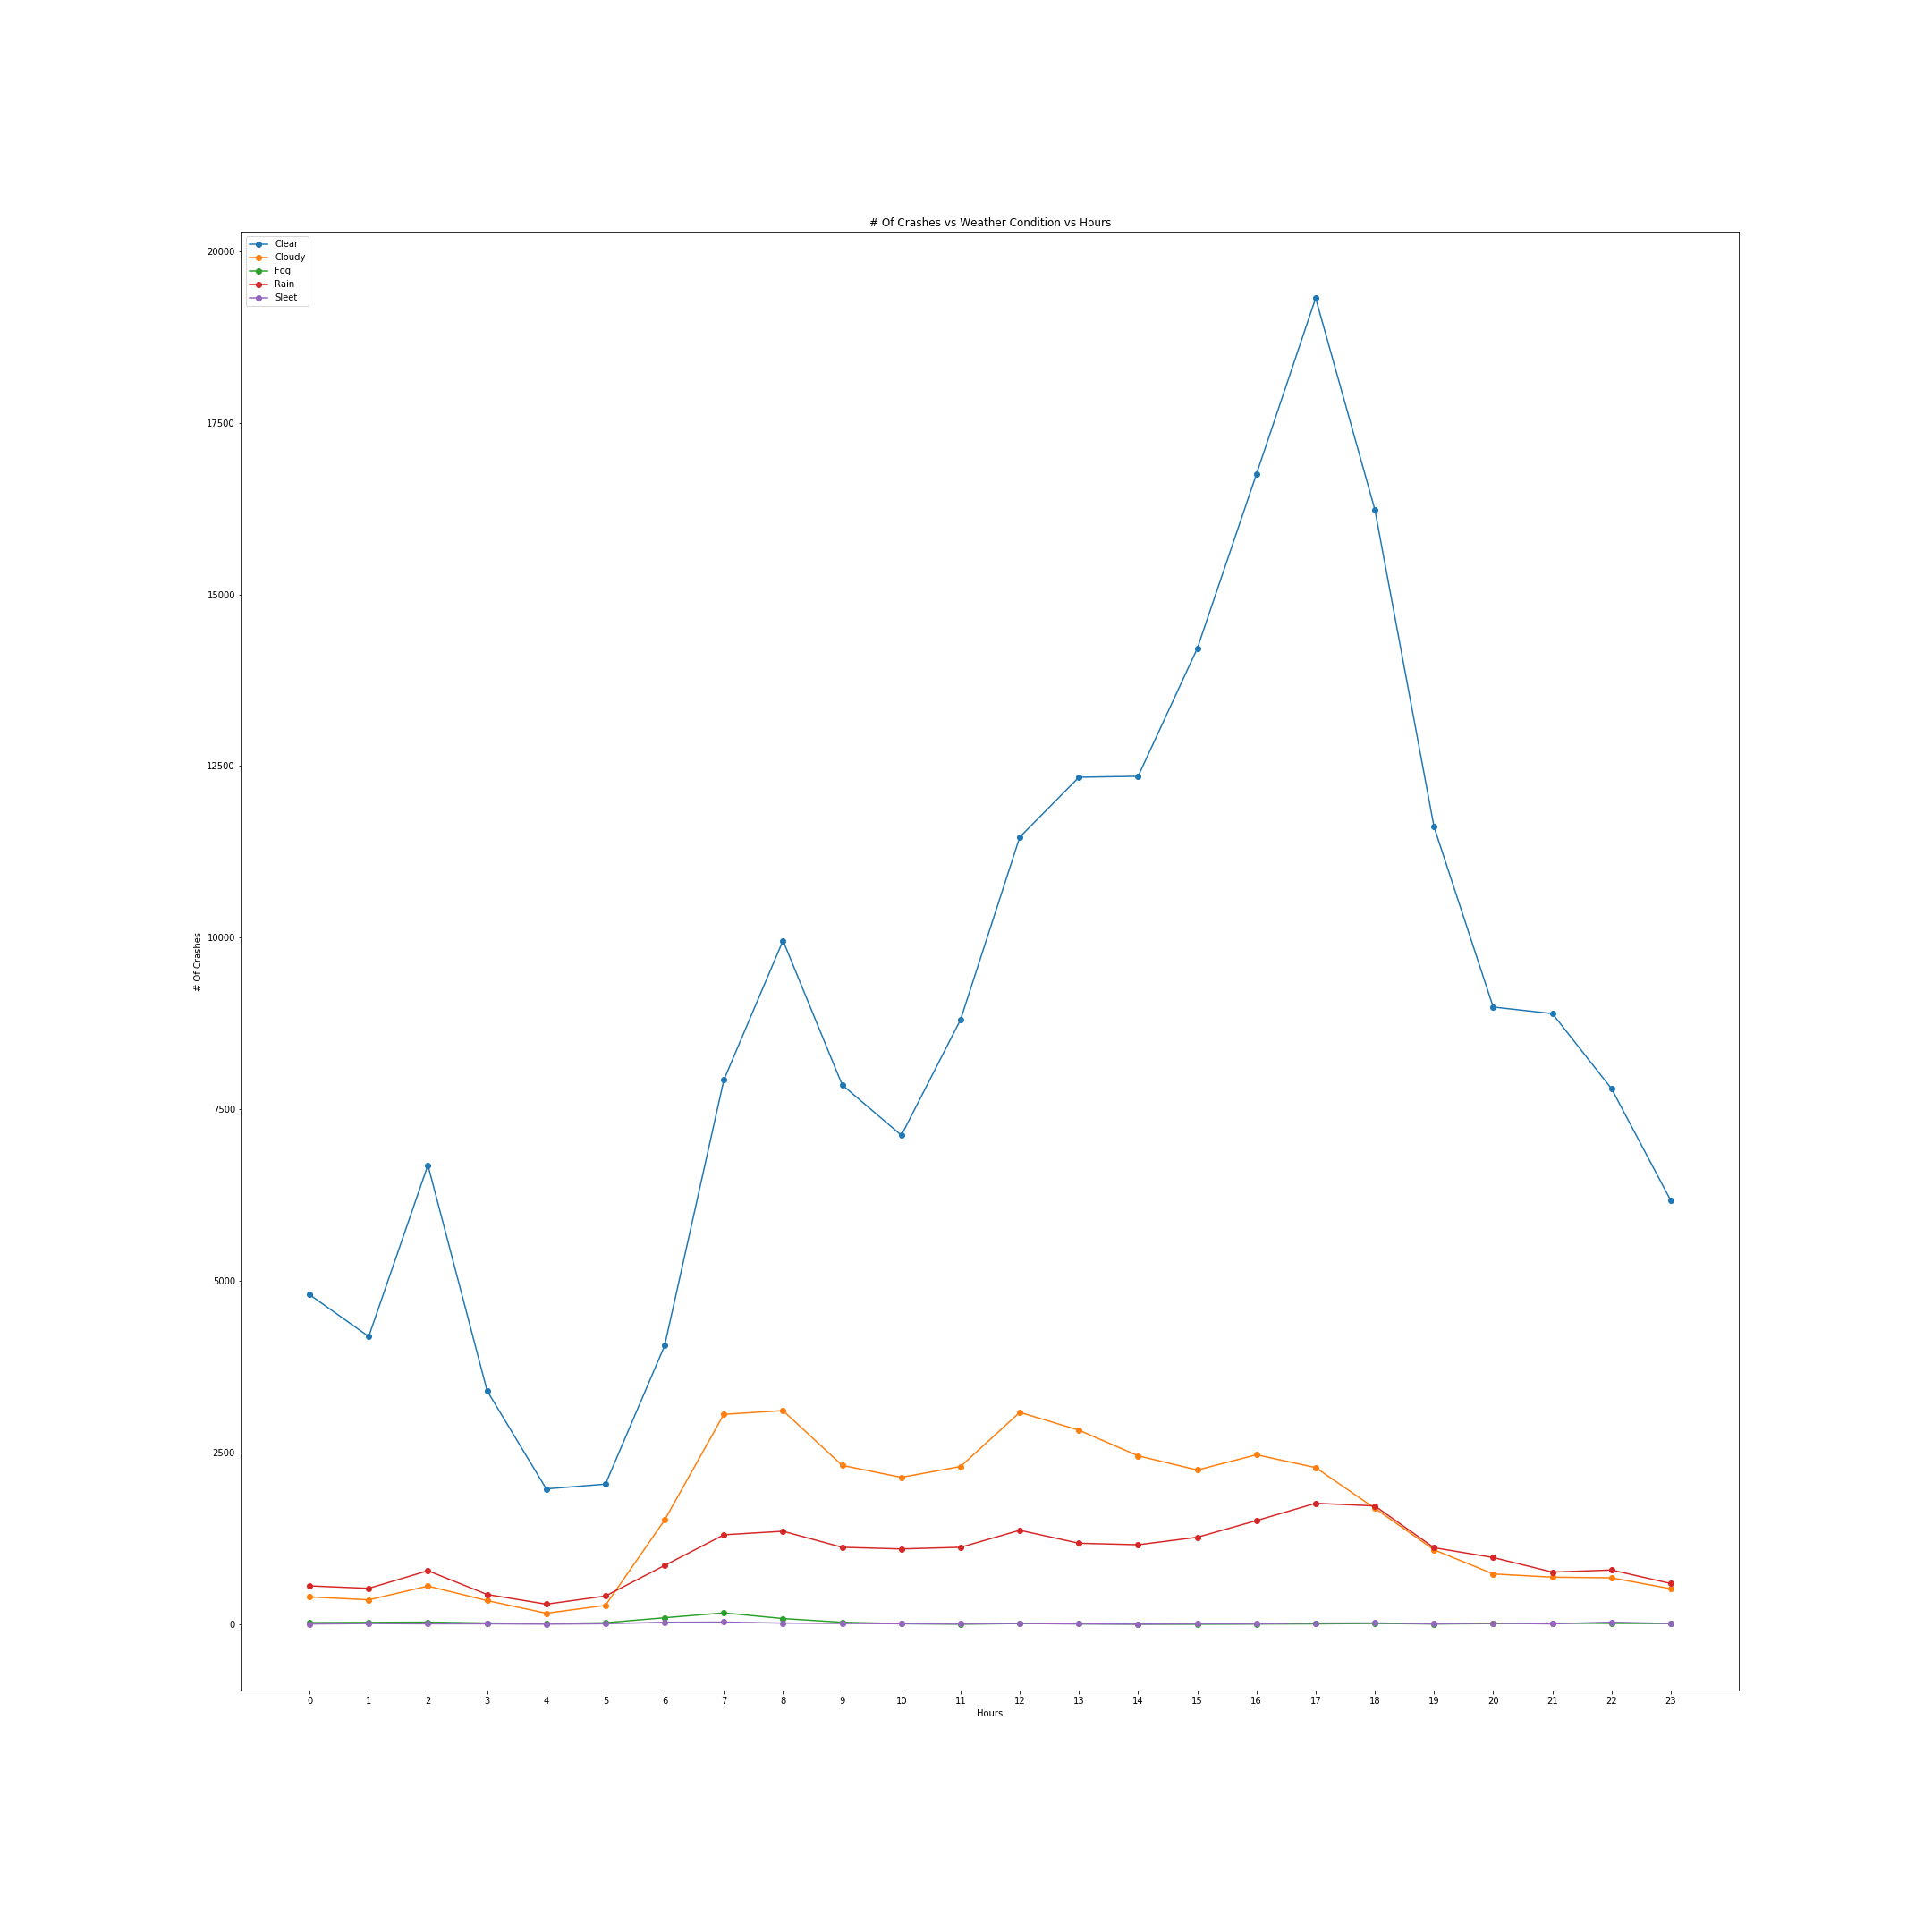 # Of Crashes vs Weather Condition vs Hours
Clear
Cloudy
Fog
Rain
Sleet
20000
17500
15000
12500
10000
7500
5000
2500
0
# Of Crashes
0 1 2 3 4 5 6 7 8 9 10 11 12 13 14 15 16 17 18 19 20 21 22 23
Hours